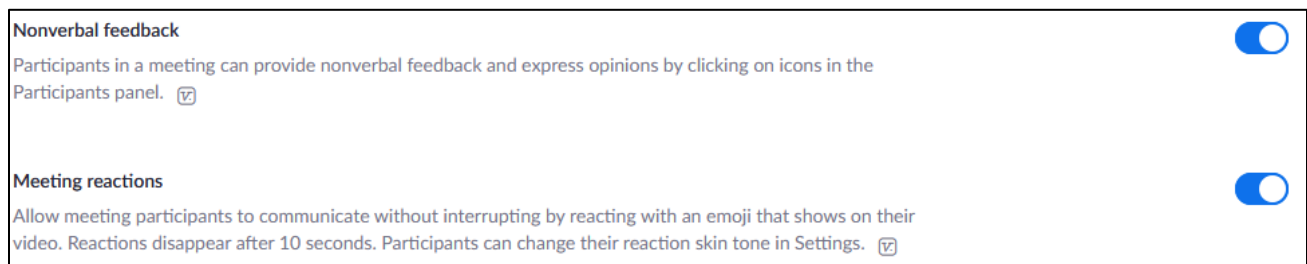 Nonverbal feedback
Participants in a meeting can provide nonverbal feedback and express opinions by clicking on icons in the
Participants panel.
Meeting reactions
Allow meeting participants to communicate without interrupting by reacting with an emoji that shows on their
video. Reactions disappear after 10 seconds. Participants can change their reaction skin tone in Settings.